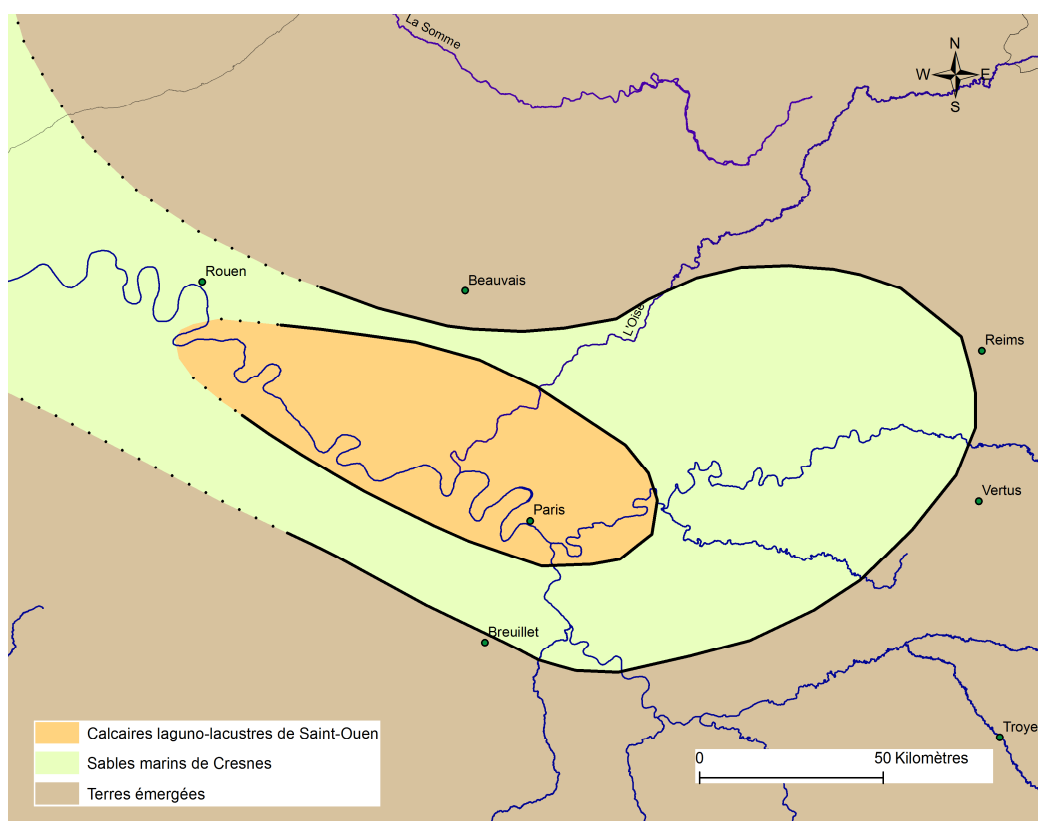 La Somme
N
W E
S
Rouen
Beauvais
L'Oise
Reims
Vertus
Paris
Breuillet
Troye
Calcaires laguno-lacustres de Saint-Ouen
Sables marins de Cresnes
Terres émergées
0 50 Kilomètres